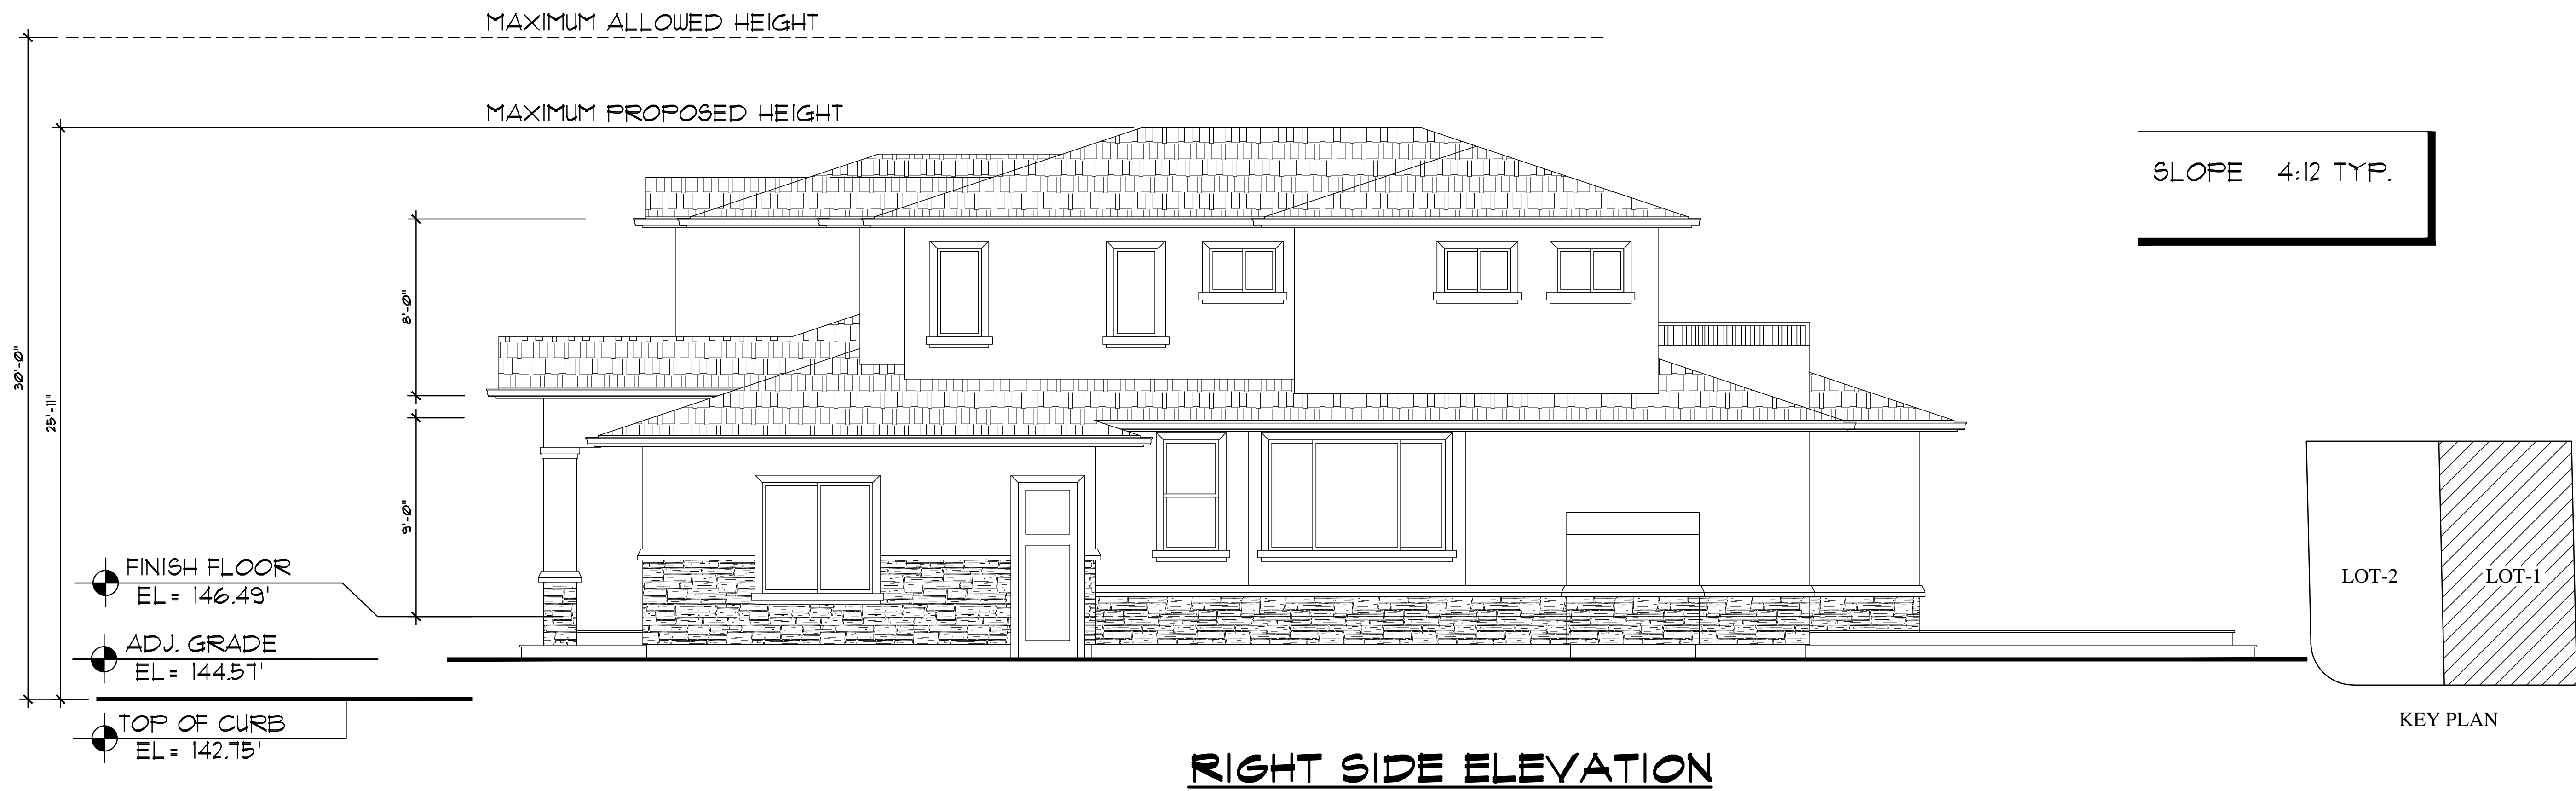 MAXIMUM ALLOWED HEIGHT
MAXIMUM PROPOSED HEIGHT
SLOPE 4:12 TYP.
30'-0"
25'-11"
8'-0"
9'-0"
FINISH FLOOR
EL= 146.49'
ADJ. GRADE
EL= 144.57'
TOP OF CURB
EL= 142.75'
LOT-2
LOT-1
KEY PLAN
RIGHT SIDE ELEVATION